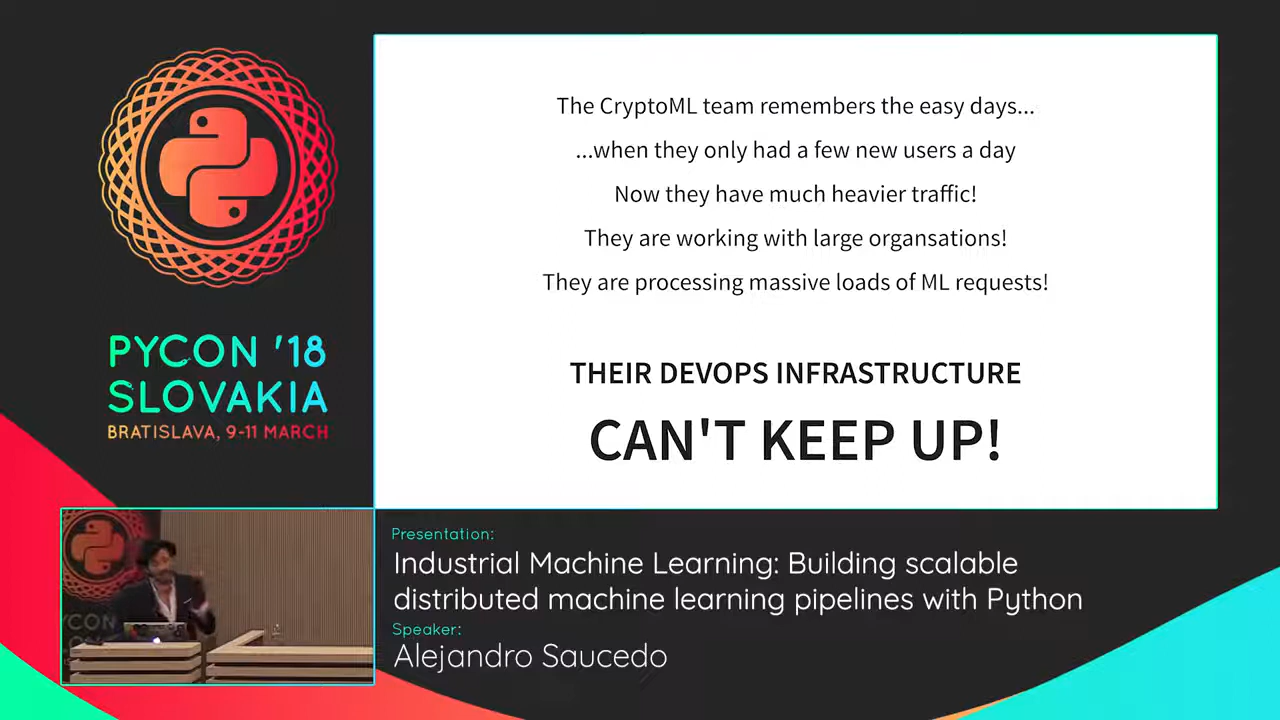 The CryptoML team remembers the easy days...
...when they only had a few new users a day
Now they have much heavier traffic!
They are working with large organsations!
They are processing massive loads of ML requests!
THEIR DEVOPS INFRASTRUCTURE
CAN'T KEEP UP!
PYCON '18
SLOVAKIA
BRATISLAVA, 9-11 MARCH
Presentation:
Industrial Machine Learning: Building scalable
distributed machine learning pipelines with Python
Speaker:
Alejandro Saucedo